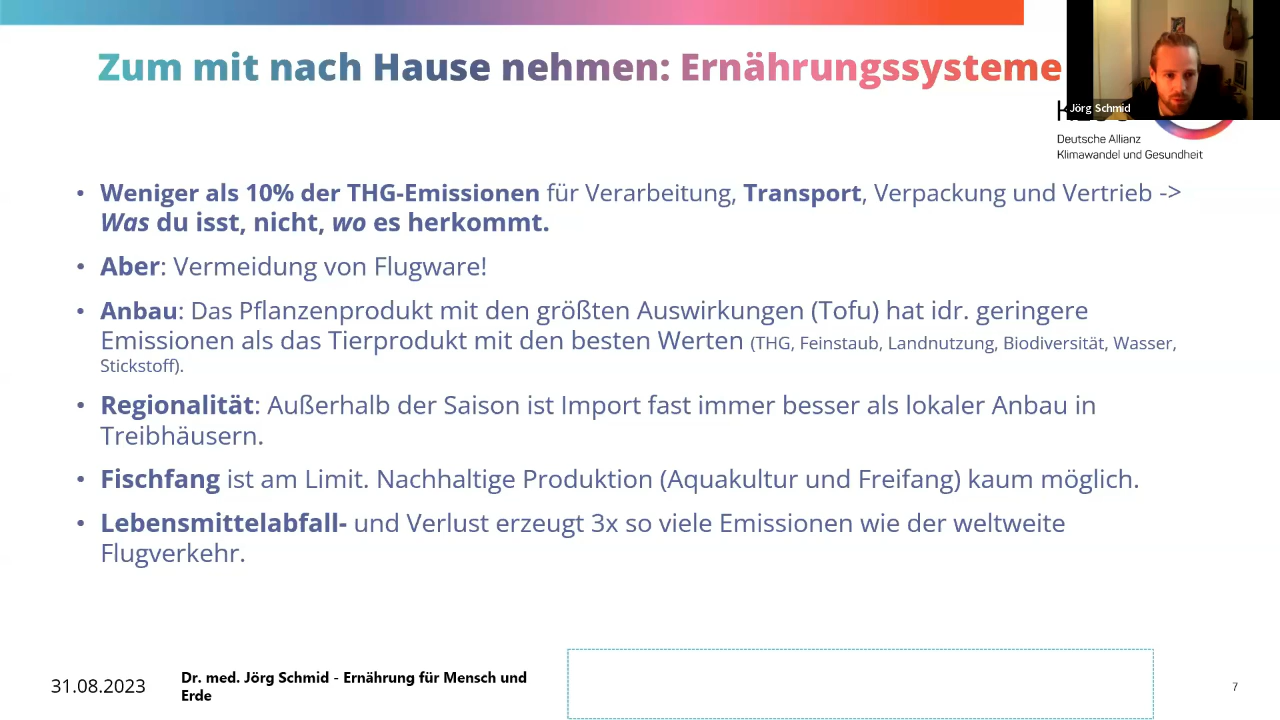 Zum mit nach Hause nehmen: Ernährungssysteme
Jörg Schmid
Deutsche Allianz
Klimawandel und Gesundheit
• Weniger als 10% der THG-Emissionen für Verarbeitung, Transport, Verpackung und Vertrieb ->
Was du isst, nicht, wo es herkommt.
• Aber: Vermeidung von Flugware!
• Anbau: Das Pflanzenprodukt mit den größten Auswirkungen (Tofu) hat idr. geringere
Emissionen als das Tierprodukt mit den besten Werten (THG, Feinstaub, Landnutzung, Biodiversität, Wasser,
Stickstoff).
• Regionalität: Außerhalb der Saison ist Import fast immer besser als lokaler Anbau in
Treibhäusern.
• Fischfang ist am Limit. Nachhaltige Produktion (Aquakultur und Freifang) kaum möglich.
• Lebensmittelabfall- und Verlust erzeugt 3x so viele Emissionen wie der weltweite
Flugverkehr.
31.08.2023
Dr. med. Jörg Schmid - Ernährung für Mensch und
Erde
7